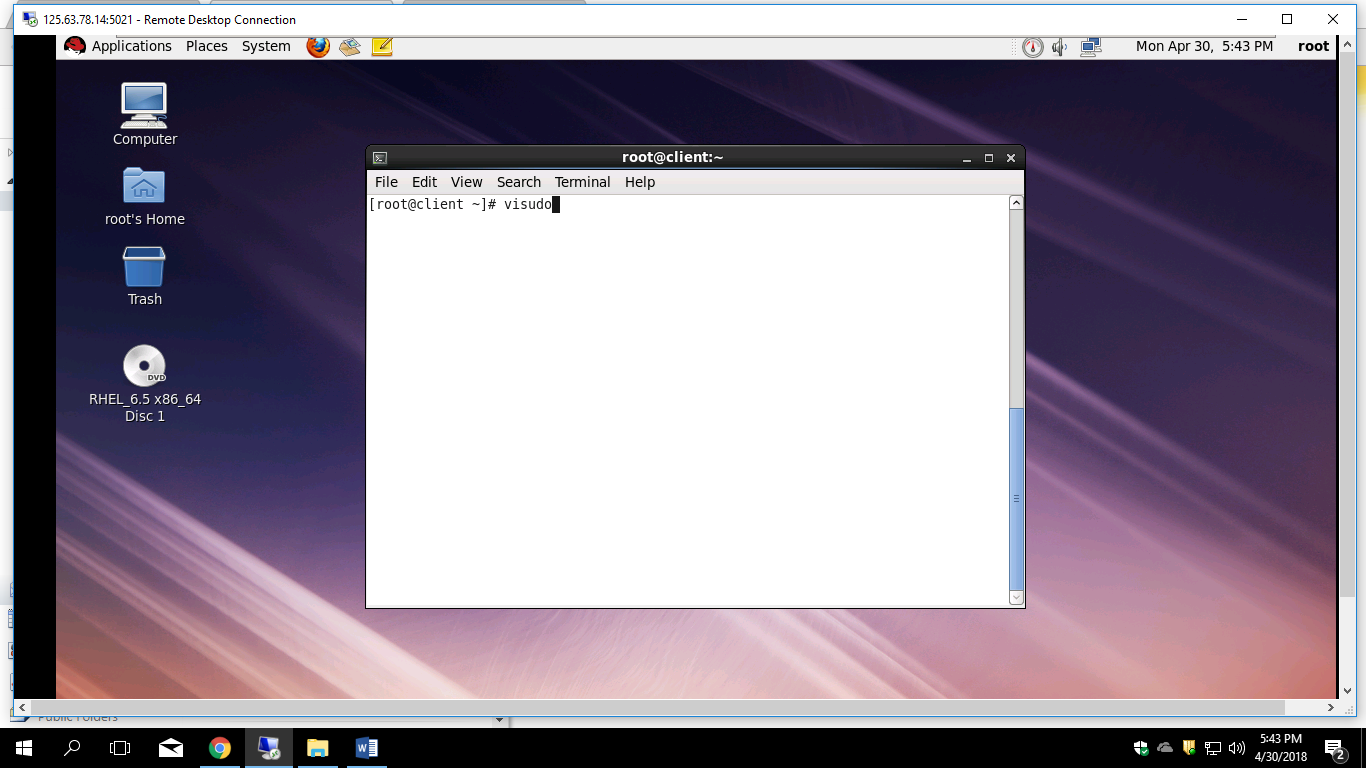 125.63.78.14:5021 - Remote Desktop Connection
Applications Places System
Mon Apr 30, 5:43 PM root
Computer
root's Home
Trash
DVD
RHEL_6.5 x86_64
Disc 1
root@client:~
File Edit View Search Terminal Help
[root@client ~]# visudo
Public Folders
5:43 PM
4/30/2018
2